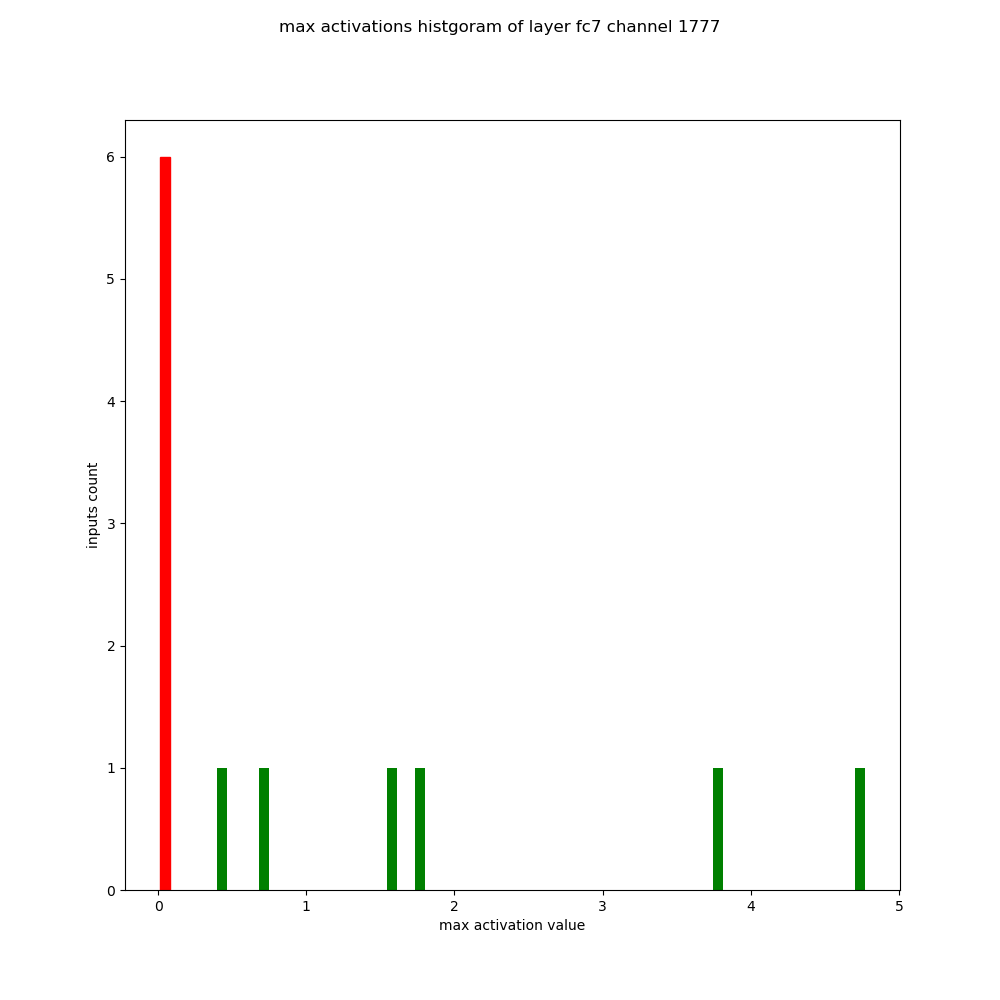 max activations histgoram of layer fc7 channel 1777
6
5
4
3
2
1
0
inputs count
0 1 2 3 4 5
max activation value